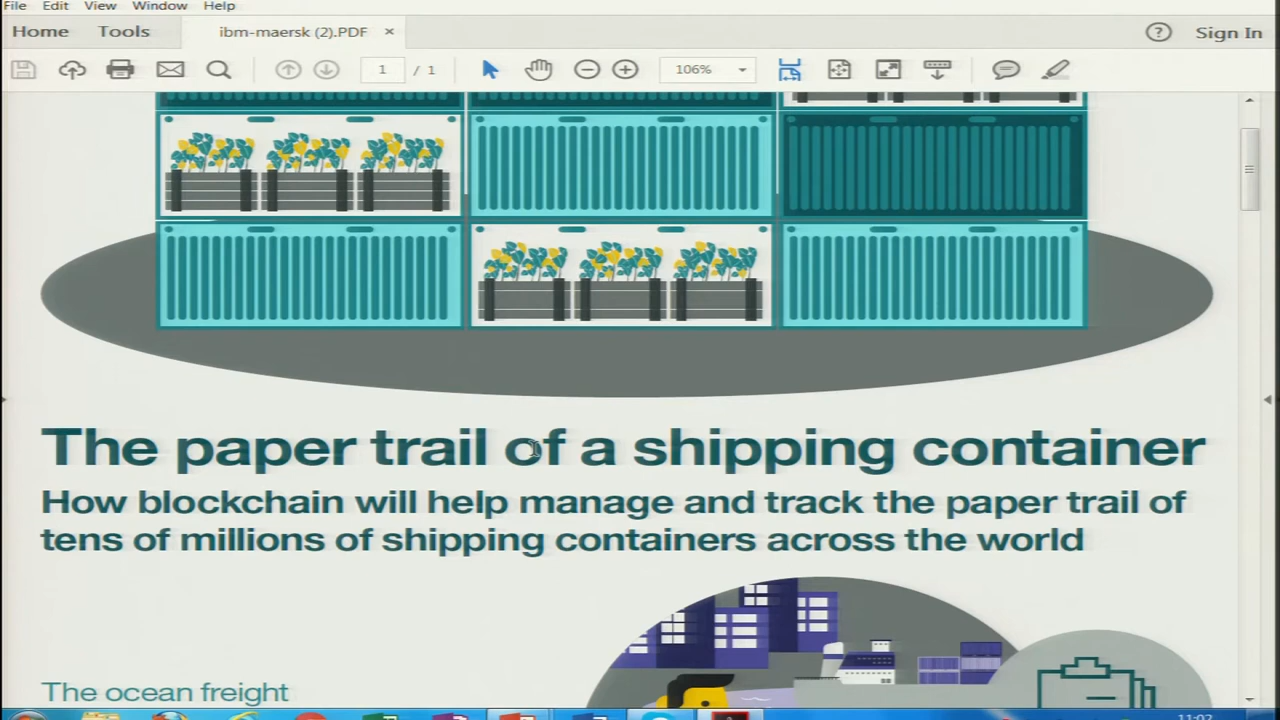 File Edit View Window Help
Home Tools ibm-maersk (2).PDF × ? Sign In
1 / 1 106%
The paper trail of a shipping container
How blockchain will help manage and track the paper trail of
tens of millions of shipping containers across the world
The ocean freight